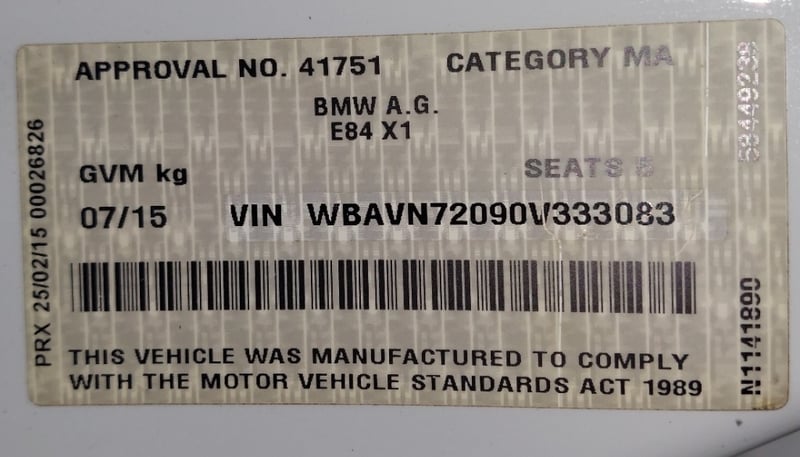 APPROVAL NO. 41751 CATEGORY MA
BMW A.G.
E84 X1
GVM kg SEATS 5
07/15 VIN WBAVN72090V333083
THIS VEHICLE WAS MANUFACTURED TO COMPLY
WITH THE MOTOR VEHICLE STANDARDS ACT 1989
PRX 25/02/15 00026826
58449239
N1141890